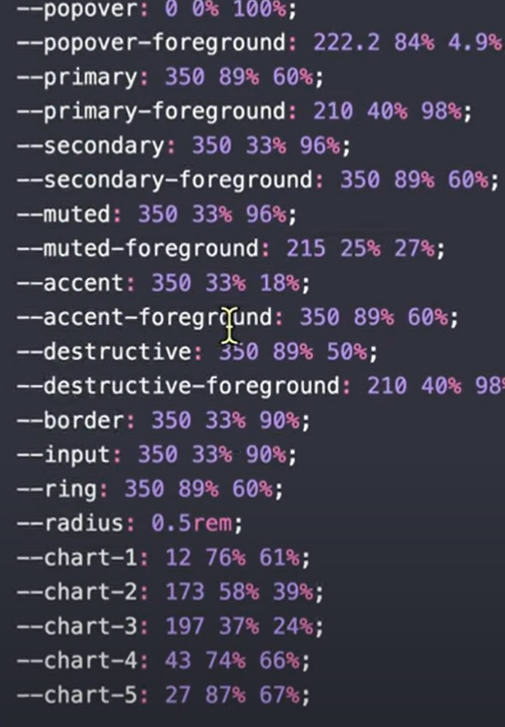 --popover: 0 0% 100%;
--popover-foreground: 222.2 84% 4.9%
--primary: 350 89% 60%;
--primary-foreground: 210 40% 98%;
--secondary: 350 33% 96%;
--secondary-foreground: 350 89% 60%;
--muted: 350 33% 96%;
--muted-foreground: 215 25% 27%;
--accent: 350 33% 18%;
--accent-foreground: 350 89% 60%;
--destructive: 350 89% 50%;
--destructive-foreground: 210 40% 98%
--border: 350 33% 90%;
--input: 350 33% 90%;
--ring: 350 89% 60%;
--radius: 0.5rem;
--chart-1: 12 76% 61%;
--chart-2: 173 58% 39%;
--chart-3: 197 37% 24%;
--chart-4: 43 74% 66%;
--chart-5: 27 87% 67%;